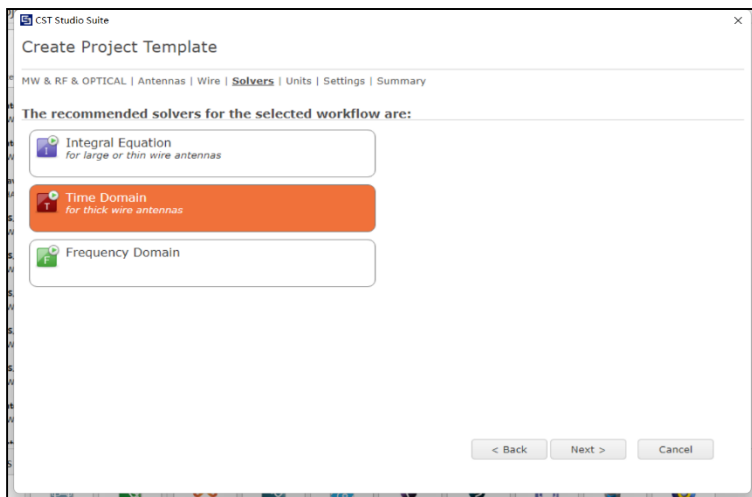 CST Studio Suite
Create Project Template
MW & RF & OPTICAL | Antennas | Wire | Solvers | Units | Settings | Summary
The recommended solvers for the selected workflow are:
Integral Equation
for large or thin wire antennas
Time Domain
for thick wire antennas
Frequency Domain
< Back
Next >
Cancel